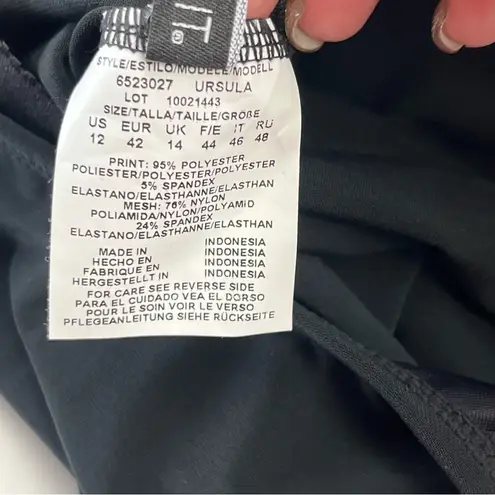 IT®
STYLE/ESTILO/MODÈLE/MODELL
6523027 URSULA
LOT 10021443
SIZE/TALLA/TAILLE/GRÖßE
US EUR UK F/E IT RU
12 42 14 44 46 48
PRINT: 95% POLYESTER
POLIESTER/POLYESTER/POLYESTER
5% SPANDEX
ELASTANO/ELASTHANNE/ELASTHAN
MESH: 76% NYLON
POLIAMIDA/NYLON/POLYAMID
24% SPANDEX
ELASTANO/ELASTHANNE/ELASTHAN
MADE IN INDONESIA
HECHO EN INDONESIA
FABRIQUE EN INDONESIA
HERGESTELLT IN INDONESIA
FOR CARE SEE REVERSE SIDE
PARA EL CUIDADO VEA EL DORSO
POUR LE SOIN VOIR LE VERSO
PFLEGEANLEITUNG SIEHE RÜCKSEITE